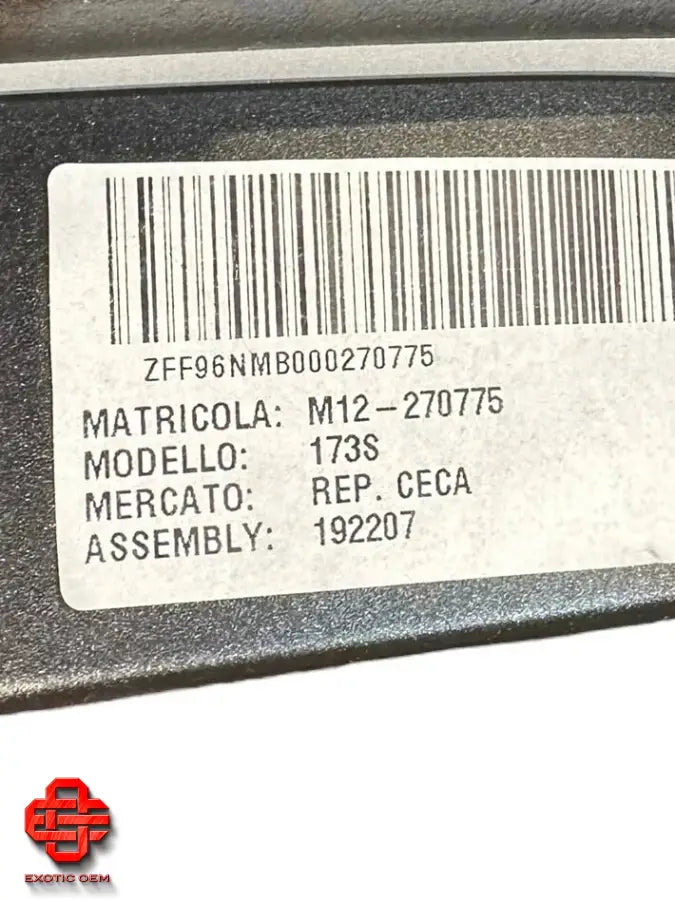 ZFF96NMB000270775
MATRICOLA: M12-270775
MODELLO: 173S
MERCATO: REP. CECA
ASSEMBLY: 192207
EXOTIC OEM